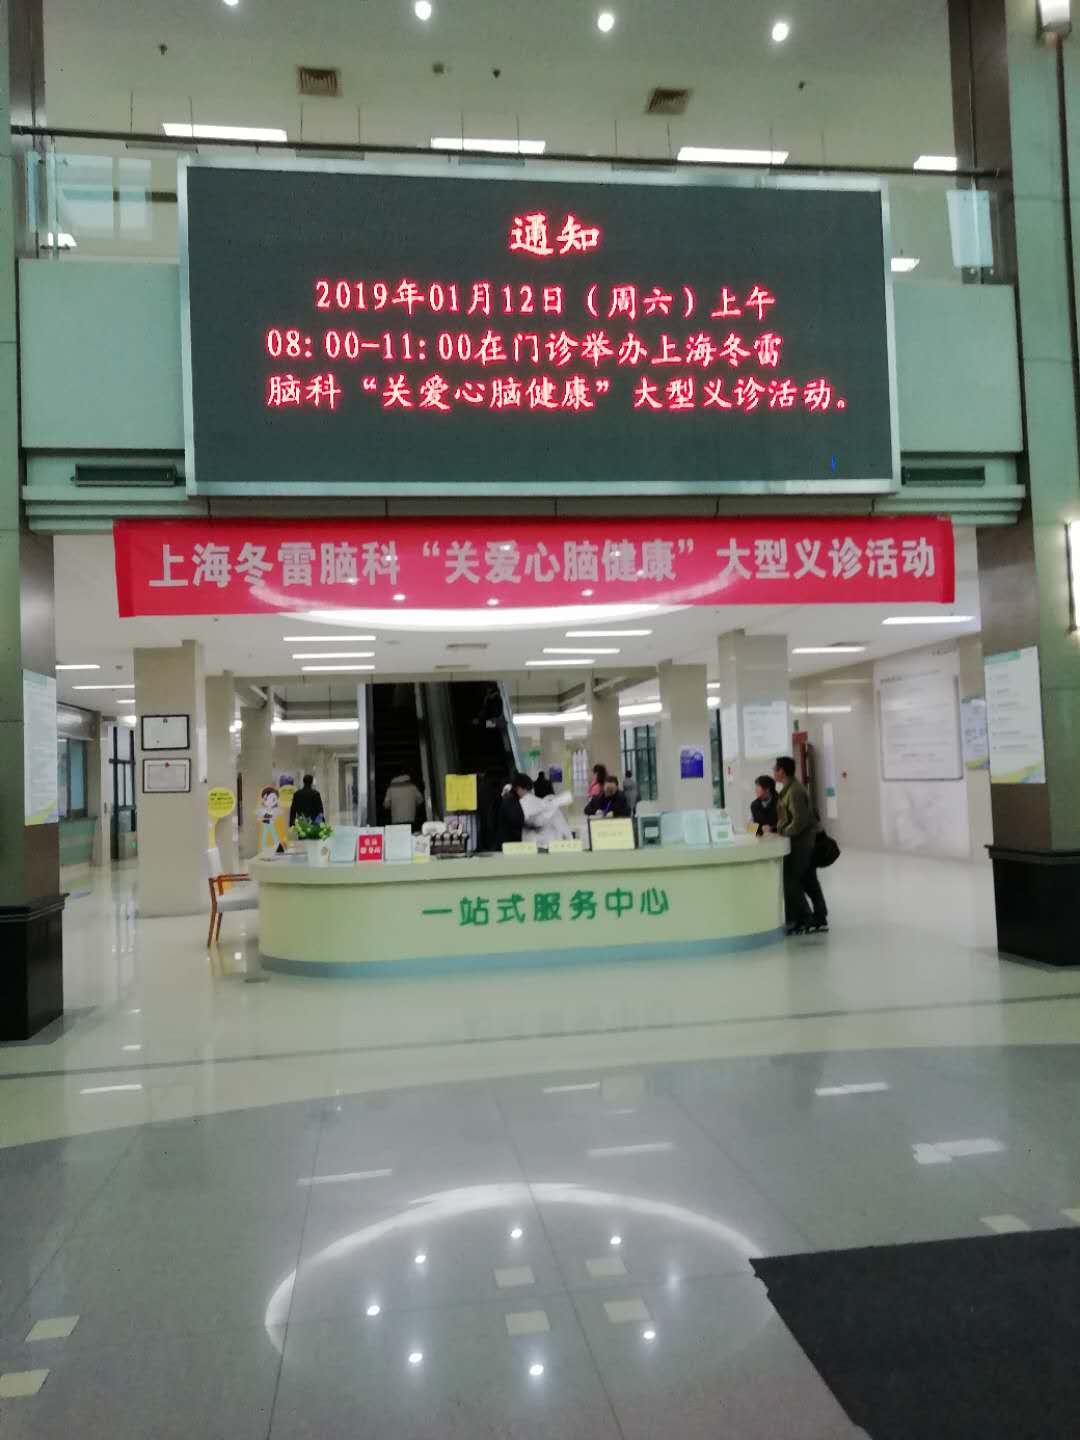 通知
2019年01月12日（周六）上午
08:00-11:00在门诊举办上海冬雷
脑科“关爱心脑健康”大型义诊活动。
上海冬雷脑科“关爱心脑健康”大型义诊活动
一站式服务中心